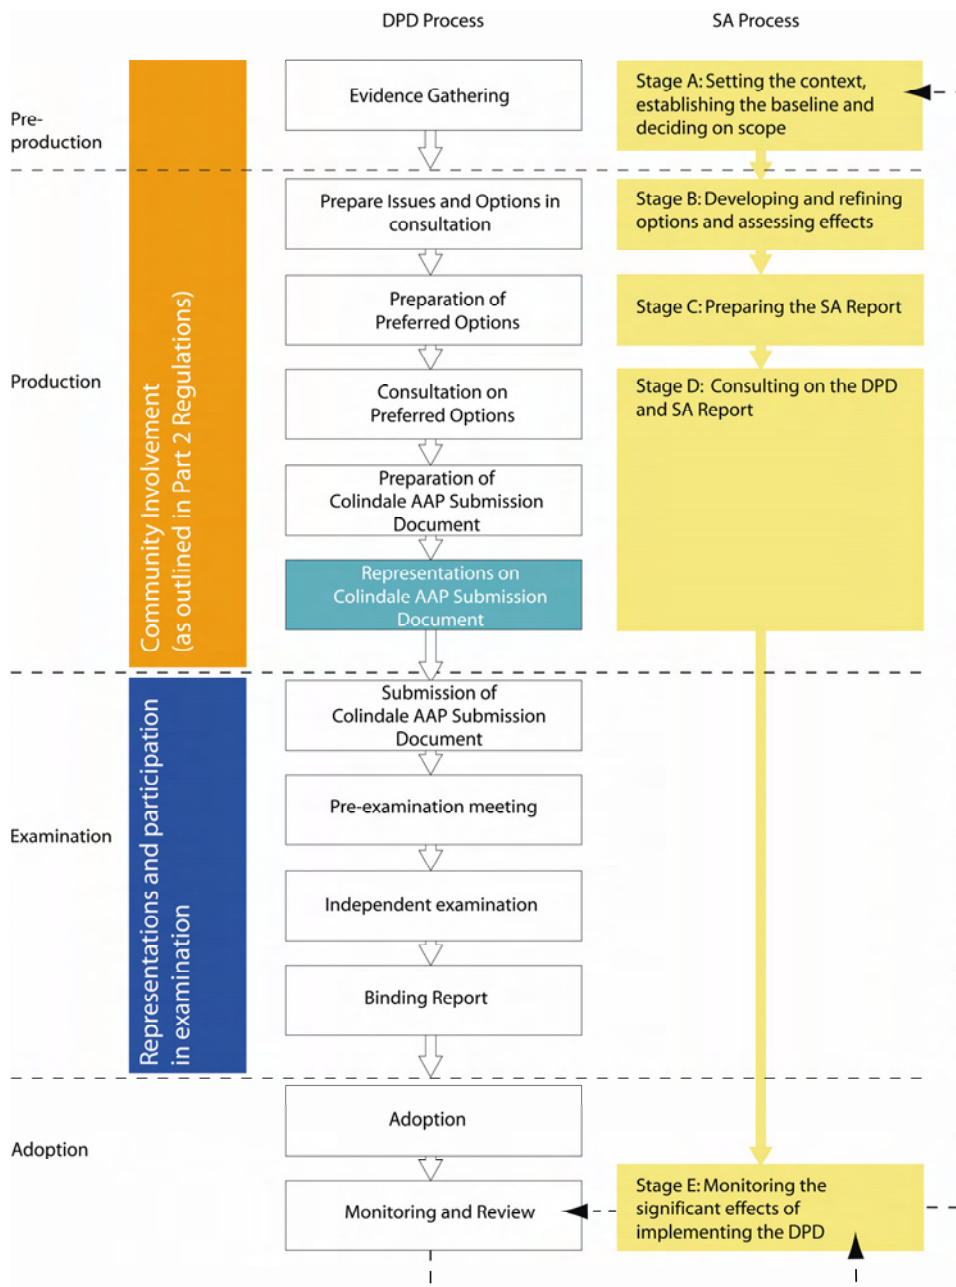 DPD Process
SA Process
Pre-
production
Community Involvement
(as outlined in Part 2 Regulations)
Evidence Gathering
Stage A: Setting the context,
establishing the baseline and
deciding on scope
Production
Prepare Issues and Options in
consultation
Stage B: Developing and refining
options and assessing effects
Preparation of
Preferred Options
Stage C: Preparing the SA Report
Consultation on
Preferred Options
Stage D: Consulting on the DPD
and SA Report
Preparation of
Colindale AAP Submission
Document
Representations on
Colindale AAP Submission
Document
Examination
Representations and participation
in examination
Submission of
Colindale AAP Submission
Document
Pre-examination meeting
Independent examination
Binding Report
Adoption
Adoption
Monitoring and Review
Stage E: Monitoring the
significant effects of
implementing the DPD